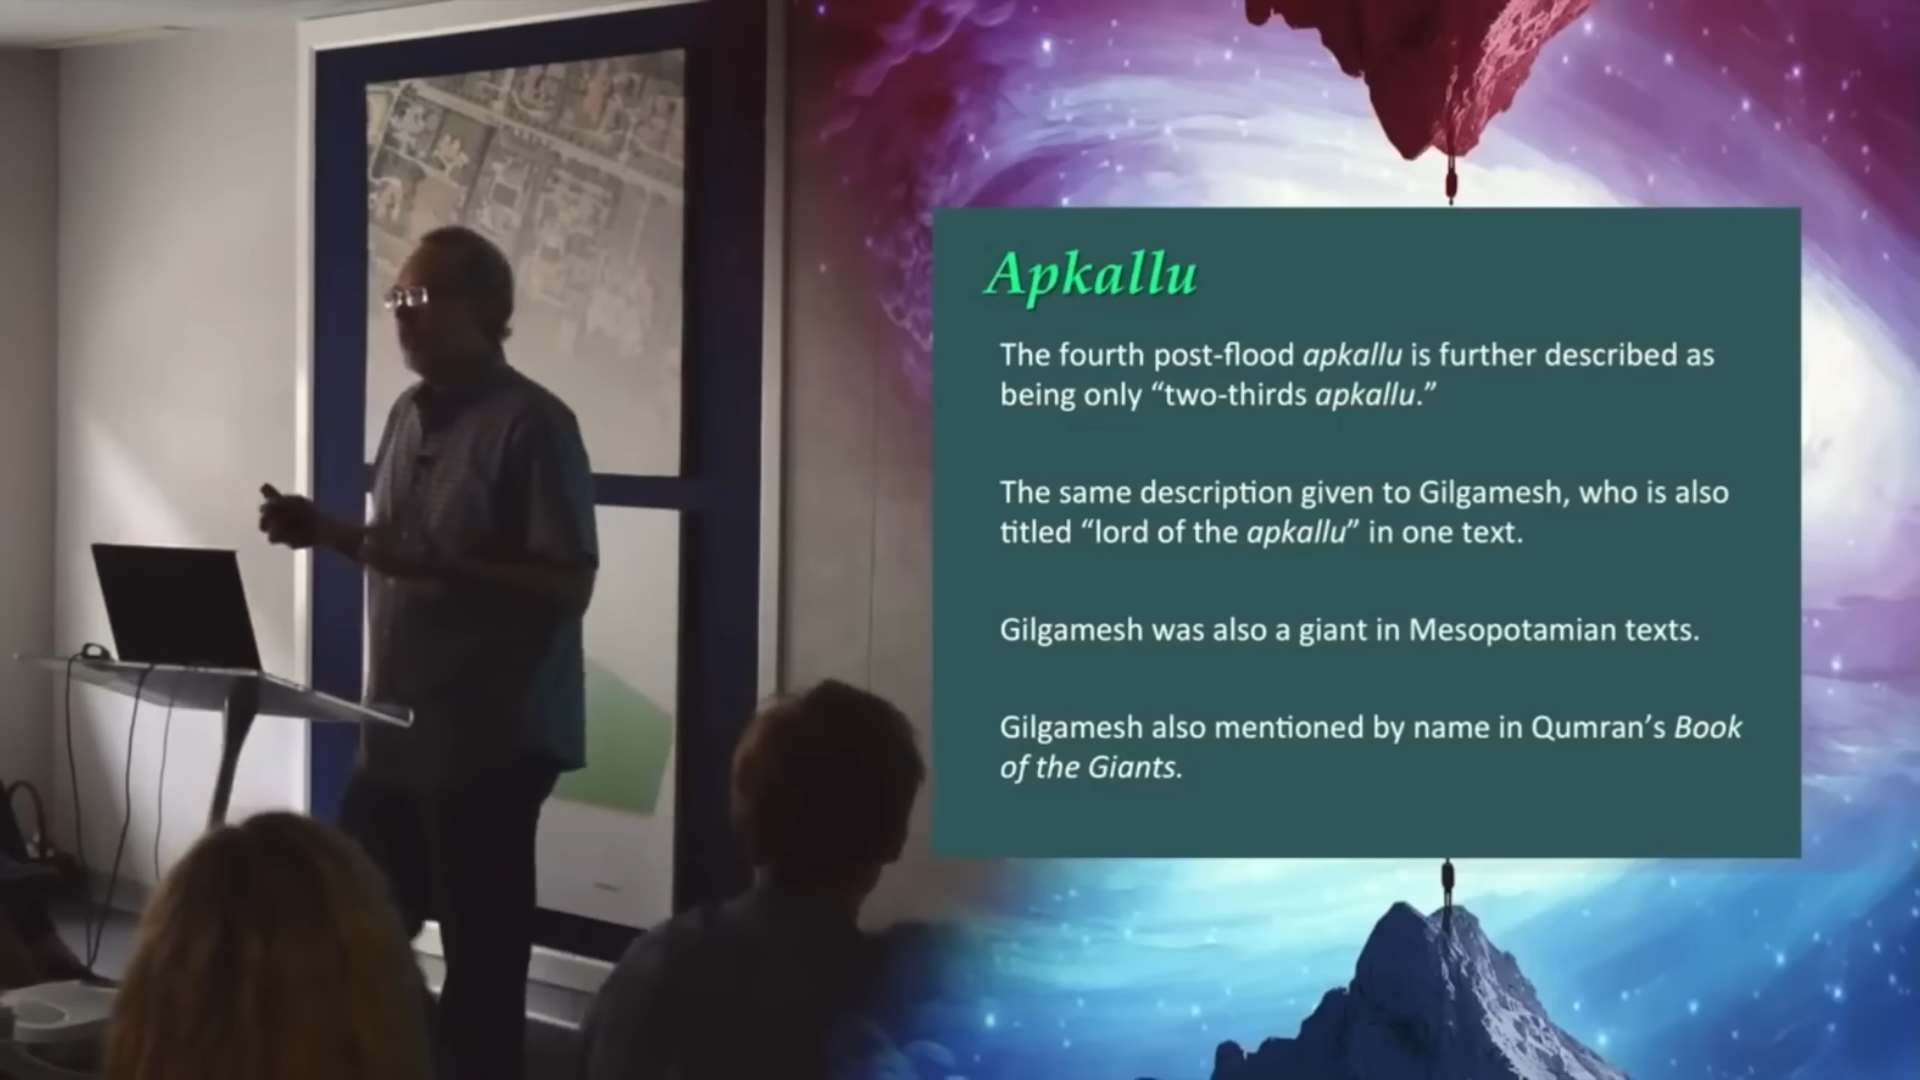 Apkallu
The fourth post-flood apkallu is further described as
being only “two-thirds apkallu.”
The same description given to Gilgamesh, who is also
titled “lord of the apkallu” in one text.
Gilgamesh was also a giant in Mesopotamian texts.
Gilgamesh also mentioned by name in Qumran’s Book
of the Giants.